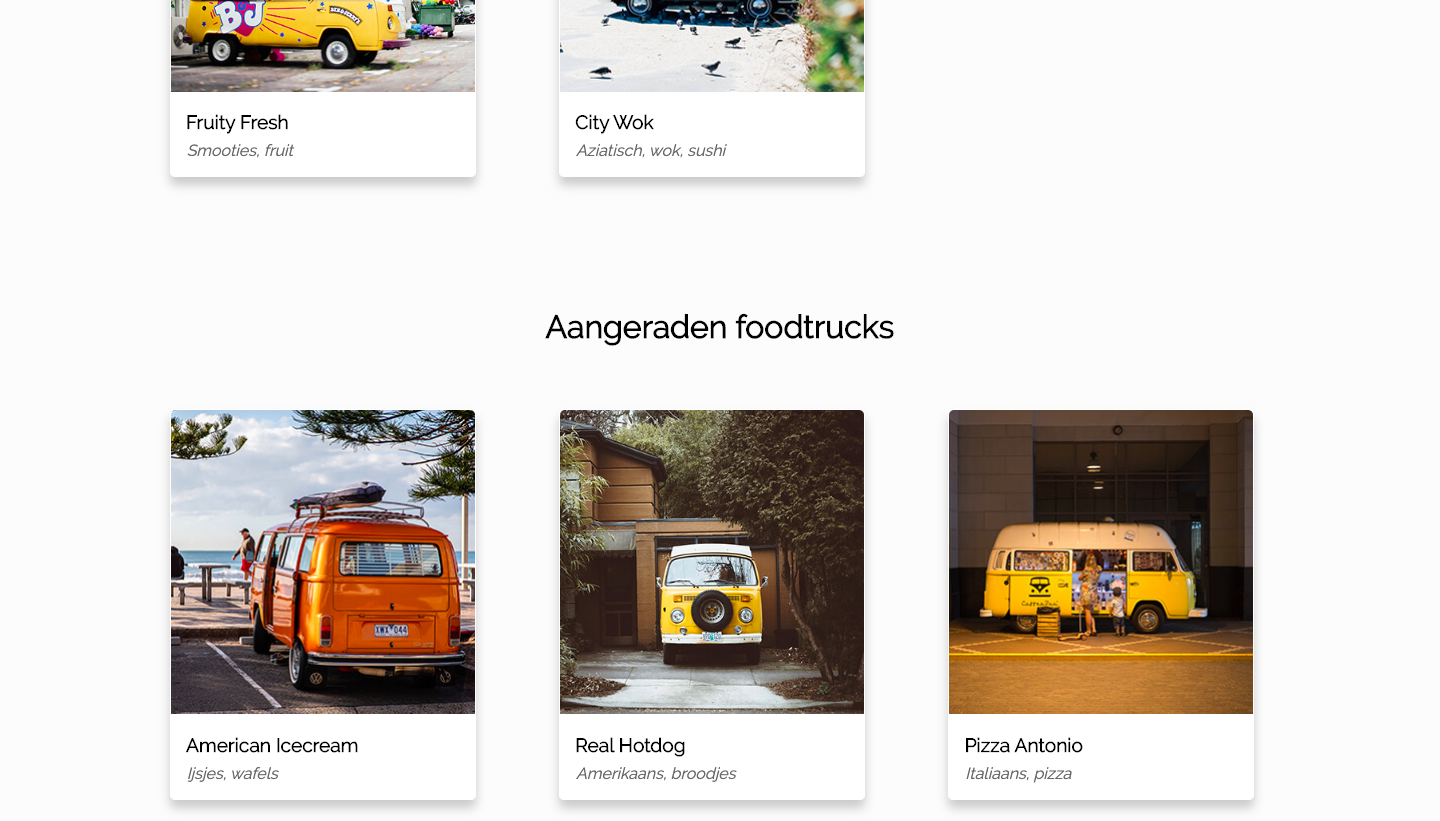 BJ
Fruity Fresh
Smooties, fruit
City Wok
Aziatisch, wok, sushi
Aangeraden foodtrucks
XWX 044
American Icecream
Ijsjes, wafels
Real Hotdog
Amerikaans, broodjes
Pizza Antonio
Italiaans, pizza